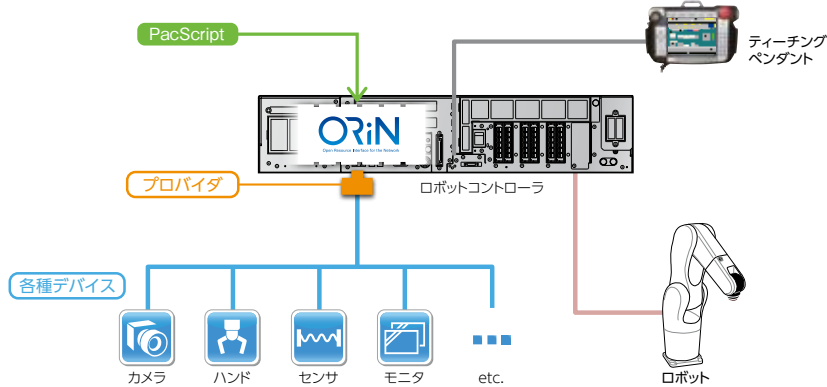 PacScript
ティーチング
ペンダント
ORiN
Open Resource interface for the Network
プロバイダ
ロボットコントローラ
各種デバイス
カメラ
ハンド
センサ
モニタ
etc.
ロボット